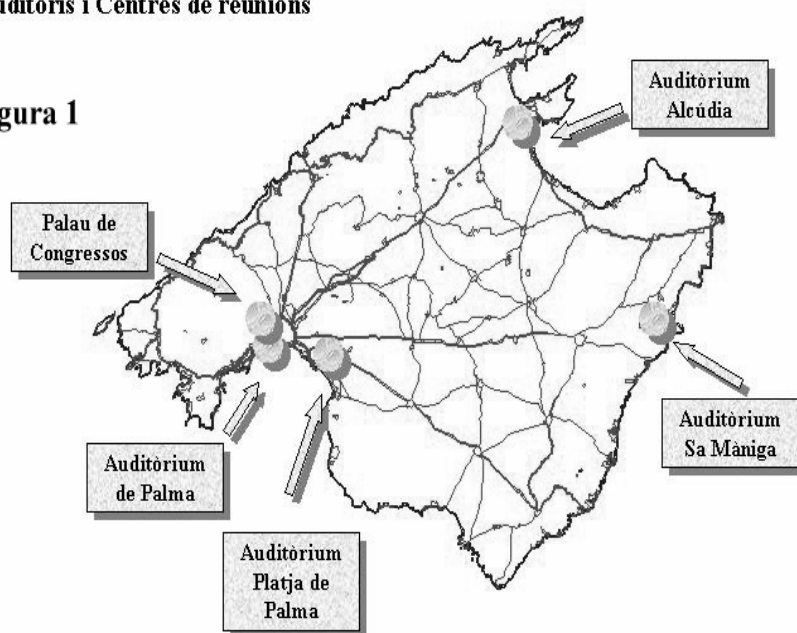 uditoris i Centres de reunions
gura 1
Auditòrium
Alcúdia
Palau de
Congressos
Auditòrium
Sa Màniga
Auditòrium
de Palma
Auditòrium
Platja de
Palma